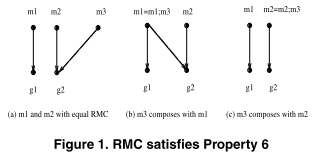 m1 m2 m3
g1 g2
(a) m1 and m2 with equal RMC
m1=m1;m3 m2
g1 g2
(b) m3 composes with m1
m1 m2=m2;m3
g1 g2
(c) m3 composes with m2
Figure 1. RMC satisfies Property 6